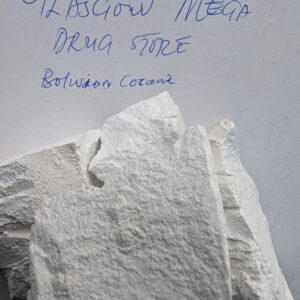 GLASGOW MEGA
DRUG STORE
Bolivian Cocaine